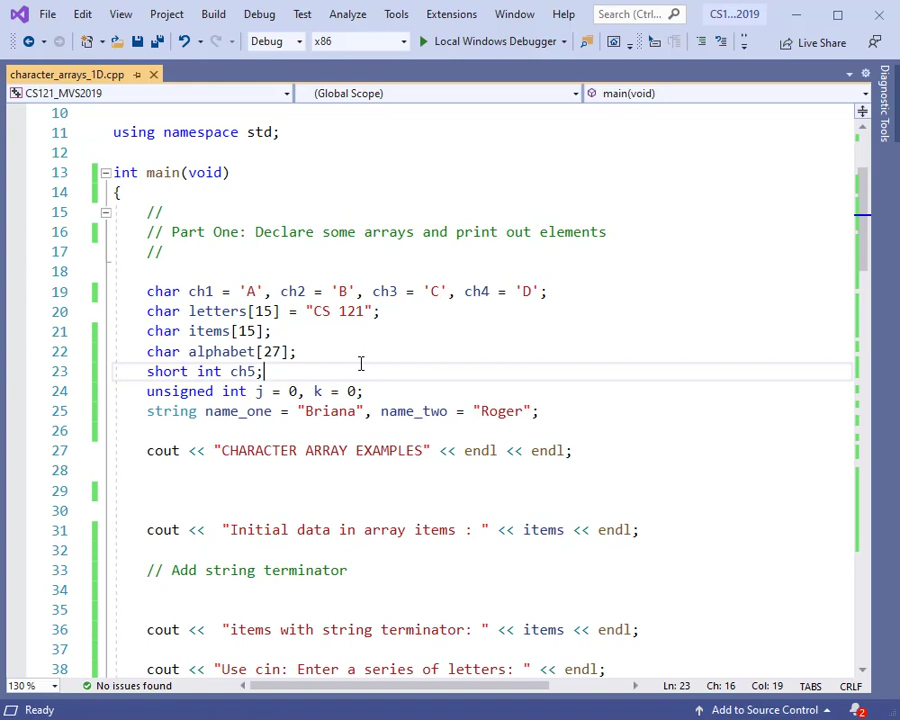 File Edit View Project Build Debug Test Analyze Tools Extensions Window Help Search (Ctrl... CS1...2019
Debug x86 Local Windows Debugger Live Share
character_arrays_1D.cpp
CS121_MVS2019 (Global Scope) main(void)
Diagnostic Tools
10
11 using namespace std;
12
13 int main(void)
14 {
15 //
16 // Part One: Declare some arrays and print out elements
17 //
18
19 char ch1 = 'A', ch2 = 'B', ch3 = 'C', ch4 = 'D';
20 char letters[15] = "CS 121";
21 char items[15];
22 char alphabet[27];
23 short int ch5;
24 unsigned int j = 0, k = 0;
25 string name_one = "Briana", name_two = "Roger";
26
27 cout << "CHARACTER ARRAY EXAMPLES" << endl << endl;
28
29
30
31 cout <<  "Initial data in array items : " << items << endl;
32
33 // Add string terminator
34
35
36 cout <<  "items with string terminator: " << items << endl;
37
38 cout << "Use cin: Enter a series of letters: " << endl;
130 % No issues found Ln: 23 Ch: 16 Col: 19 TABS CRLF
Ready Add to Source Control 2